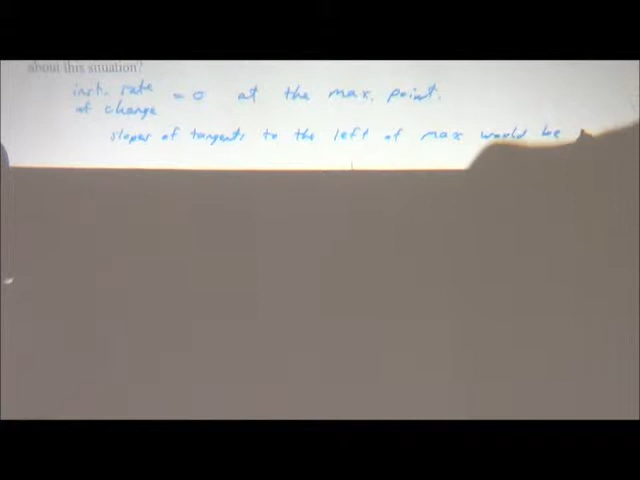 about this situation?
inst. rate = 0 at the max. point.
of change
slopes of tangents to the left of max would be